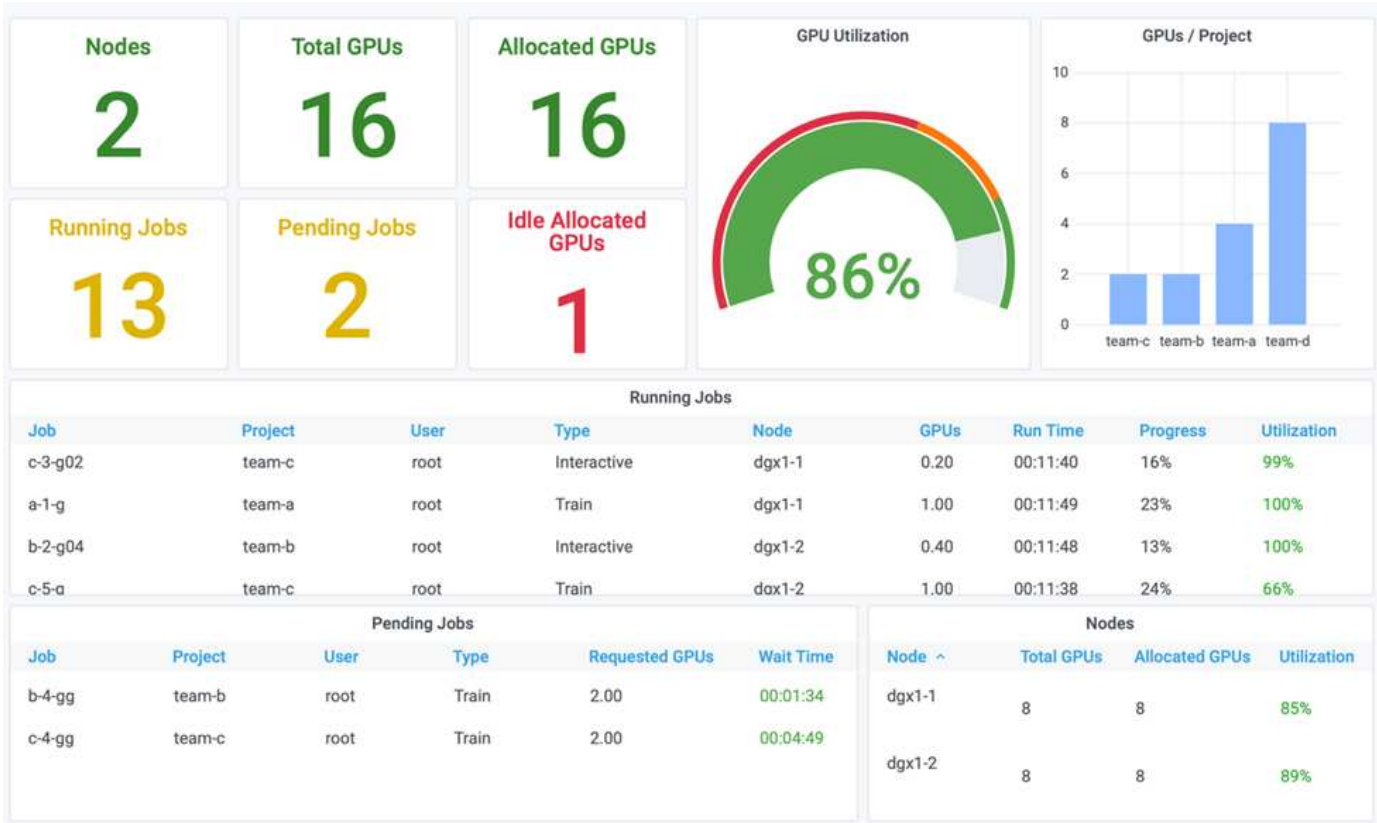 Nodes
2
Total GPUs
16
Allocated GPUs
16
Running Jobs
13
Pending Jobs
2
Idle Allocated
GPUs
1
GPU Utilization
86%
GPUs / Project
10
8
6
4
2
0
team-c team-b team-a team-d
Running Jobs
Job Project User Type Node GPUs Run Time Progress Utilization
c-3-g02 team-c root Interactive dgx1-1 0.20 00:11:40 16% 99%
a-1-g team-a root Train dgx1-1 1.00 00:11:49 23% 100%
b-2-g04 team-b root Interactive dgx1-2 0.40 00:11:48 13% 100%
c-5-g team-c root Train dgx1-2 1.00 00:11:38 24% 66%
Pending Jobs
Job Project User Type Requested GPUs Wait Time
b-4-gg team-b root Train 2.00 00:01:34
c-4-gg team-c root Train 2.00 00:04:49
Nodes
Node Total GPUs Allocated GPUs Utilization
dgx1-1 8 8 85%
dgx1-2 8 8 89%